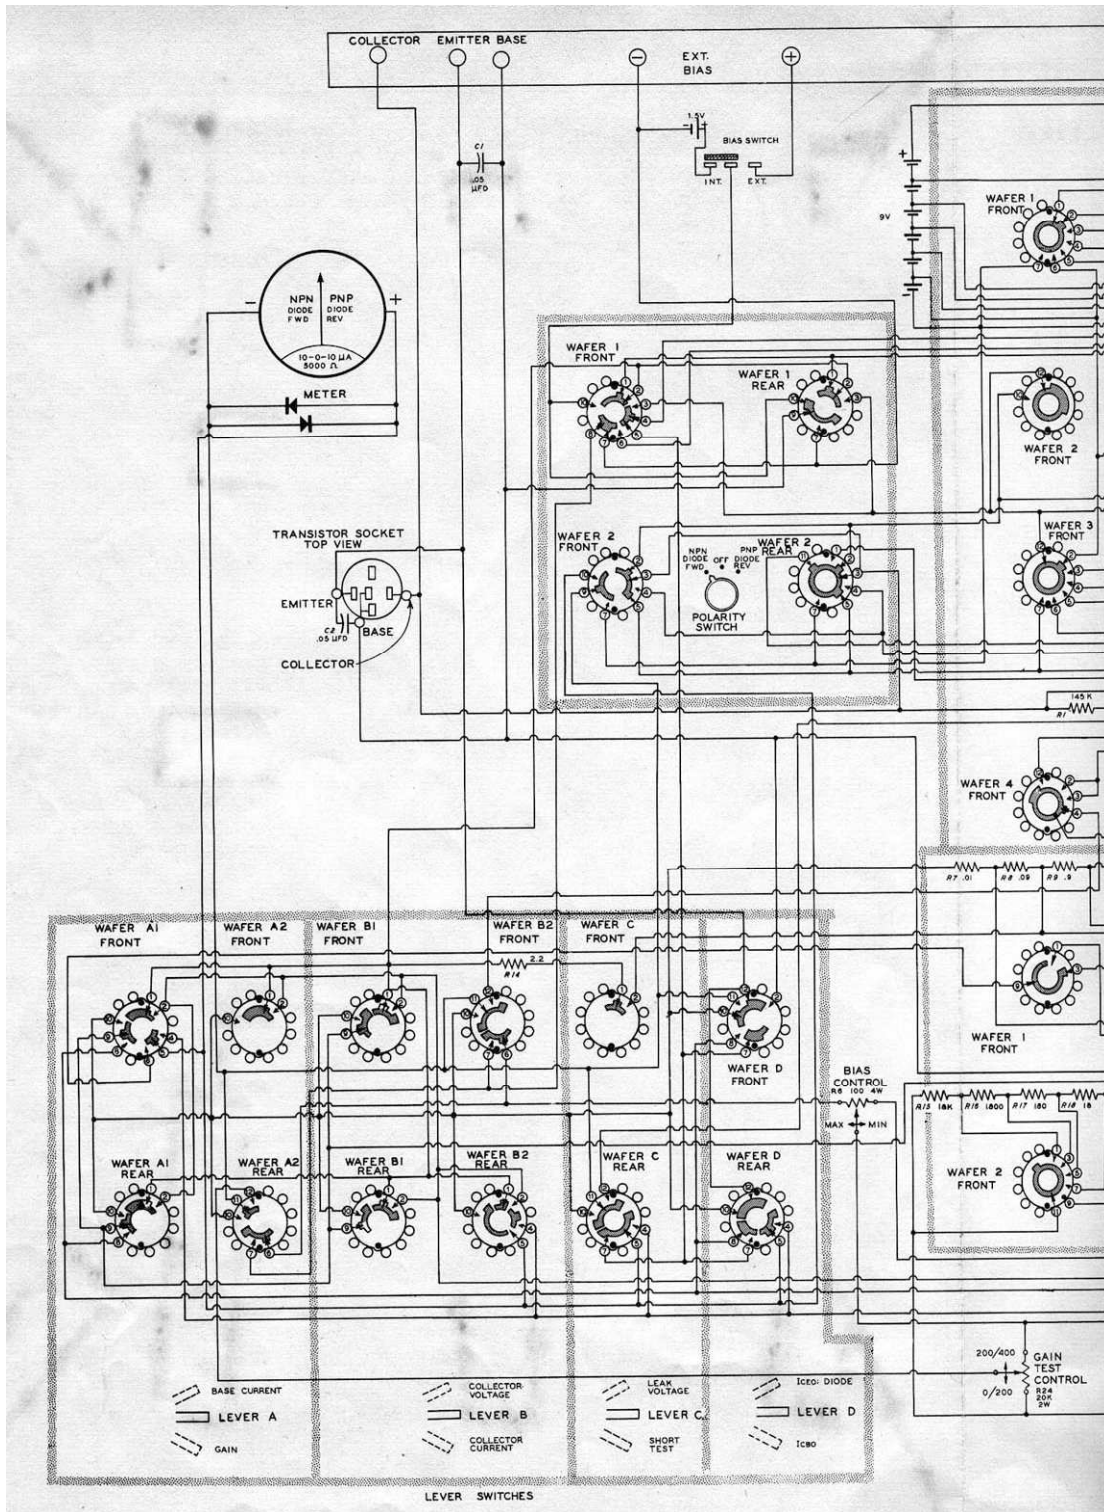 COLLECTOR EMITTER BASE
− EXT. BIAS +
1.5V
− +
BIAS SWITCH
INT. EXT.
C1
.05
µFD
+
9V
−
WAFER 1
FRONT
− +
NPN PNP
DIODE DIODE
FWD REV
10-0-10 µA
5000 Ω
METER
WAFER 1
FRONT
WAFER 1
REAR
WAFER 2
FRONT
TRANSISTOR SOCKET
TOP VIEW
EMITTER
C2
.05 µFD
BASE
COLLECTOR
WAFER 2
FRONT
NPN
DIODE
FWD
OFF
PNP
DIODE
REV
POLARITY
SWITCH
WAFER 2
REAR
WAFER 3
FRONT
145K
R1
WAFER 4
FRONT
R7 .01
R8 .09
R9 .9
WAFER A1
FRONT
WAFER A2
FRONT
WAFER B1
FRONT
WAFER B2
FRONT
WAFER C
FRONT
2.2
R14
WAFER D
FRONT
WAFER 1
FRONT
BIAS
CONTROL
R6 100 4W
MAX MIN
R15 18K
R16 1800
R17 180
R18 18
WAFER A1
REAR
WAFER A2
REAR
WAFER B1
REAR
WAFER B2
REAR
WAFER C
REAR
WAFER D
REAR
WAFER 2
FRONT
200/400
0/200
GAIN
TEST
CONTROL
R24
20K
2W
BASE CURRENT
LEVER A
GAIN
COLLECTOR
VOLTAGE
LEVER B
COLLECTOR
CURRENT
LEAK
VOLTAGE
LEVER C
SHORT
TEST
ICEO: DIODE
LEVER D
ICBO
LEVER SWITCHES